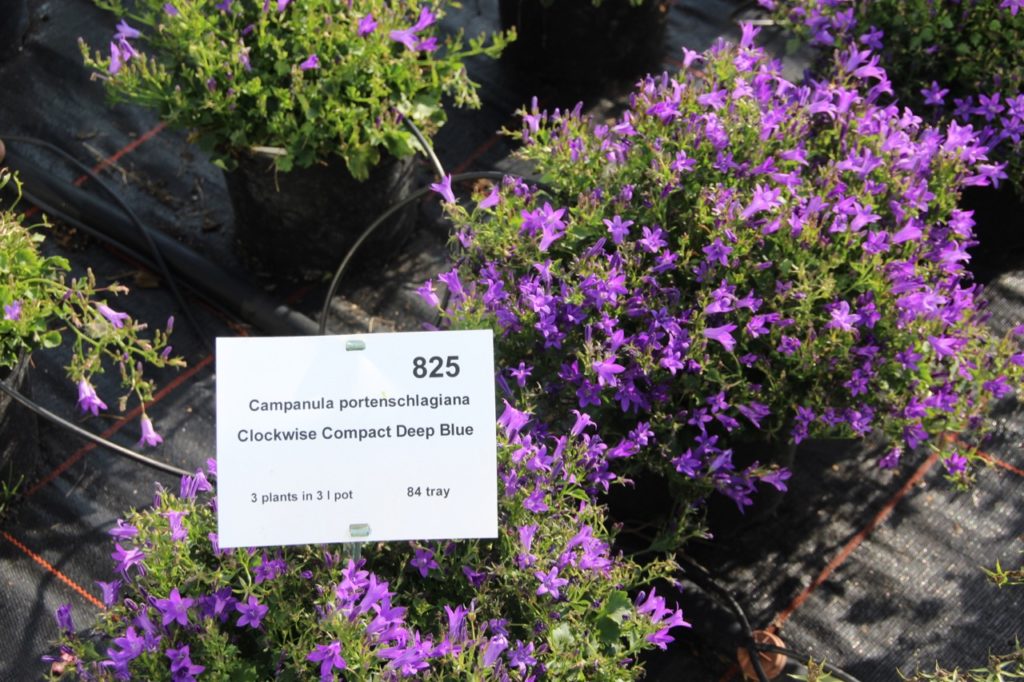 825
Campanula portenschlagiana
Clockwise Compact Deep Blue
3 plants in 3 l pot 84 tray